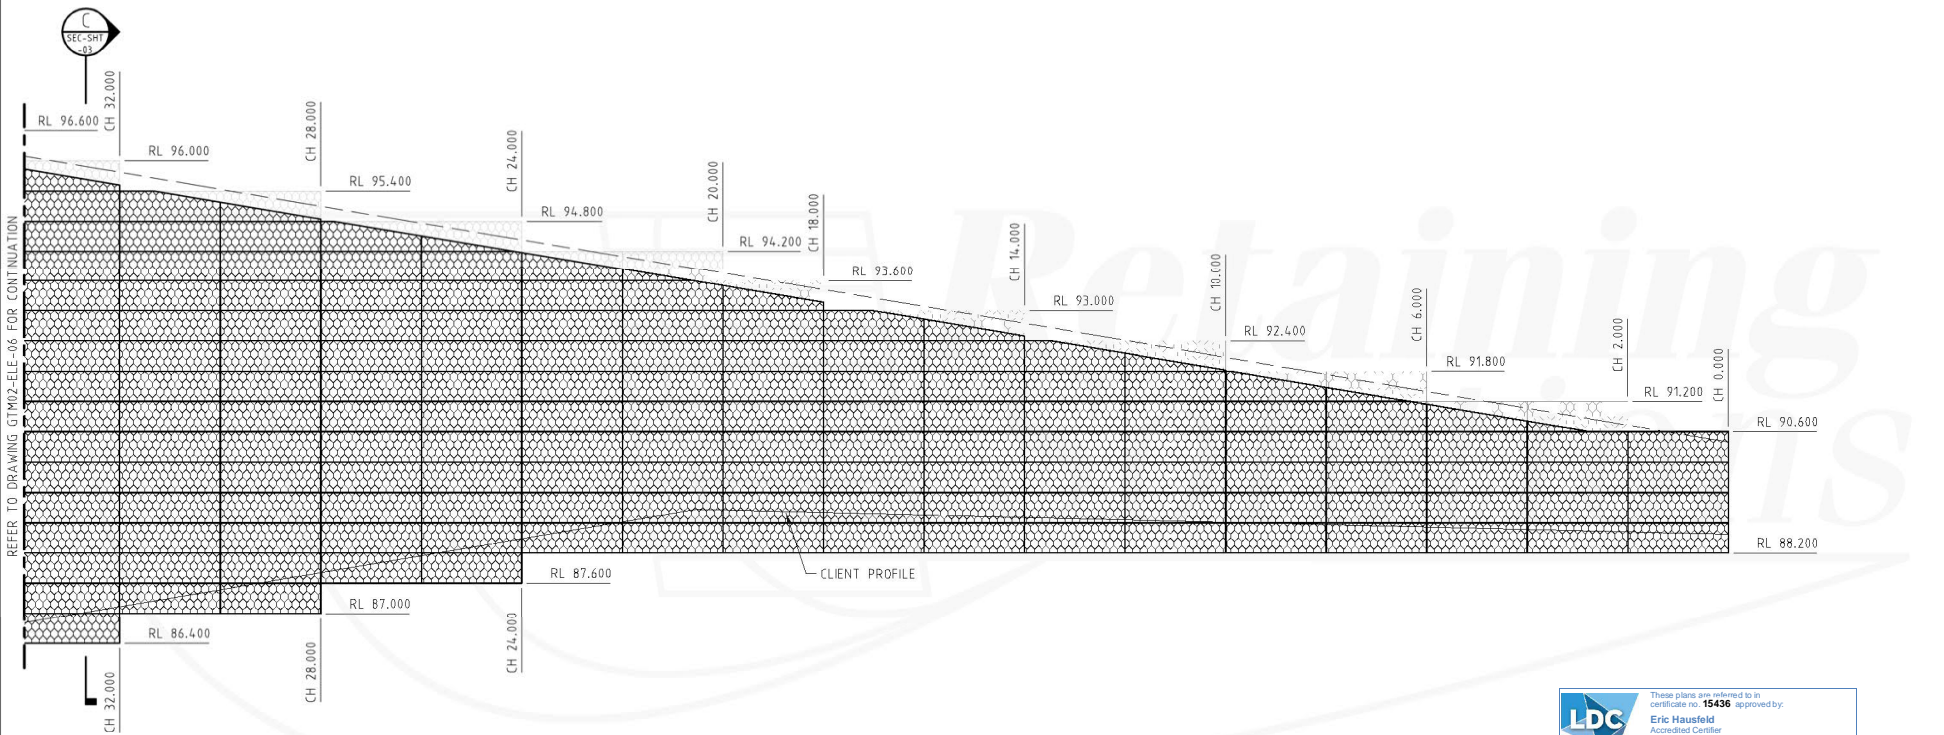 C
SEC-SHT
-03
CH 32.000
RL 96.600
RL 96.000
CH 28.000
RL 95.400
CH 24.000
RL 94.800
CH 20.000
RL 94.200
CH 18.000
RL 93.600
CH 14.000
RL 93.000
CH 10.000
RL 92.400
CH 6.000
RL 91.800
CH 2.000
RL 91.200
CH 0.000
RL 90.600
REFER TO DRAWING GTM02-ELE-06 FOR CONTINUATION
Retaining
RL 88.200
CLIENT PROFILE
RL 87.600
RL 87.000
RL 86.400
CH 24.000
CH 28.000
CH 32.000
LDC
These plans are referred to in
certificate no. 15436 approved by:
Eric Hausfeld
Accredited Certifier